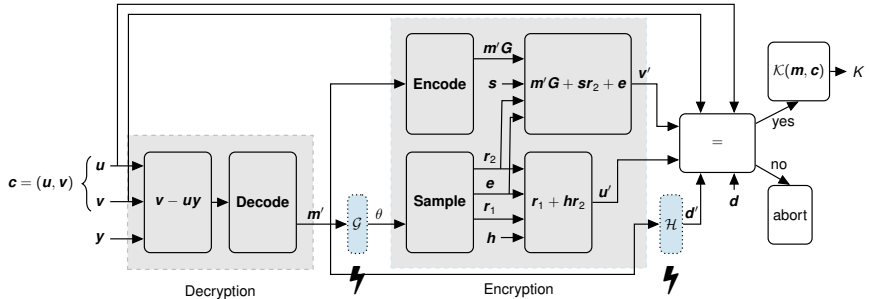 c = (u, v)
u
v
y
v − uy
Decode
m′
Decryption
𝒢
θ
Encode
Sample
m′G
s
r₂
e
r₁
h
m′G + sr₂ + e
r₁ + hr₂
v′
u′
Encryption
ℋ
d′
d
=
yes
no
𝒦(m, c)
K
abort